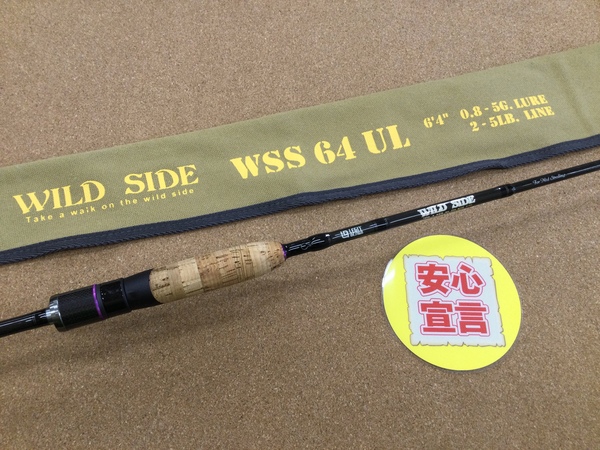 WILD SIDE
Take a walk on the wild side
WSS 64 UL
6'4" 0.8-5G. LURE
2-5LB. LINE
WILD SIDE
安心
宣言